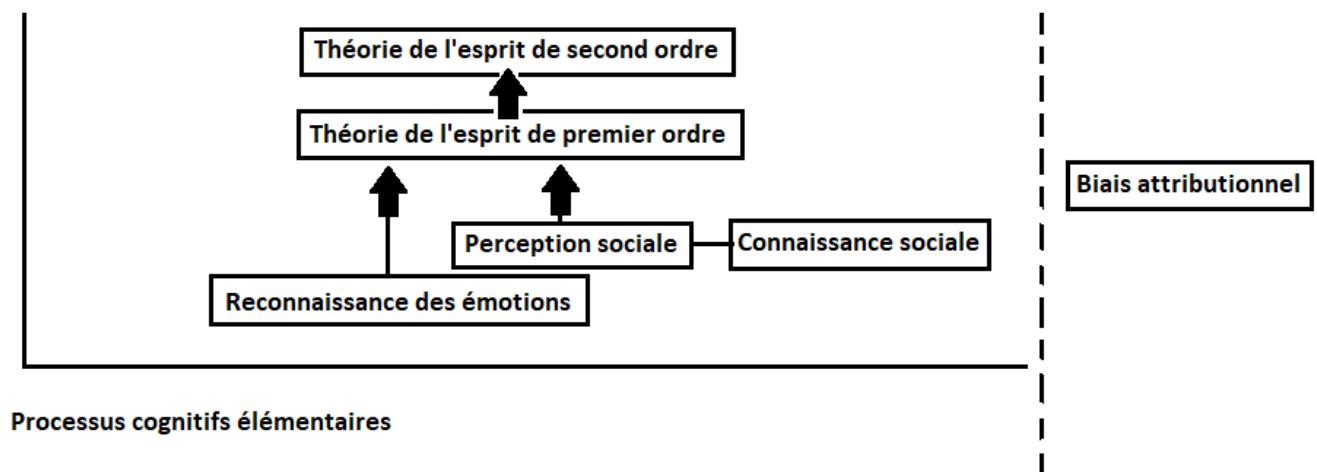 Théorie de l'esprit de second ordre
Théorie de l'esprit de premier ordre
Biais attributionnel
Perception sociale
Connaissance sociale
Reconnaissance des émotions
Processus cognitifs élémentaires